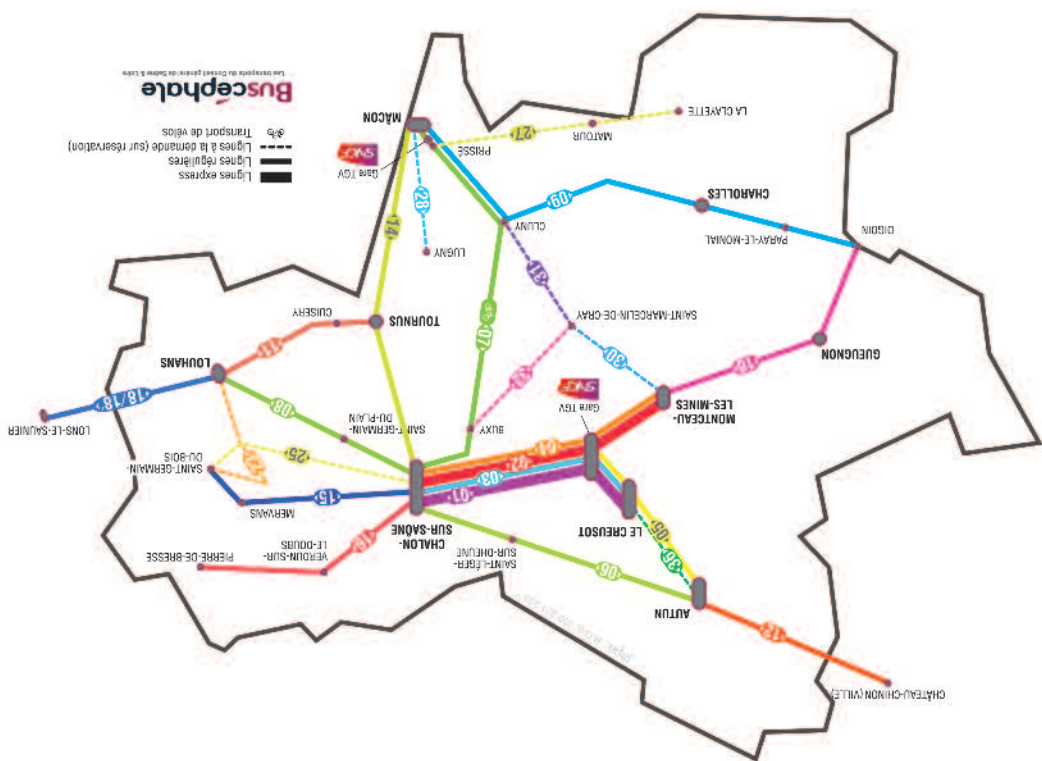 CHÂTEAU-CHINON (VILLE)
12
AUTUN
36
05
06
SAINT-LÉGER-
SUR-DHEUNE
VERDUN-SUR-
LE-DOUBS
PIERRE-DE-BRESSE
10
LE CREUSOT
CHALON-
SUR-SAÔNE
MERVANS
15
SAINT-GERMAIN-
DU-BOIS
01
03
02
04
25
BUXY
SAINT-GERMAIN-
DU-PLAIN
08
LONS-LE-SAUNIER
18/18'
MONTCEAU-
LES-MINES
Gare TGV
SNCF
LOUHANS
11
GUEUGNON
30
SAINT-MARCELIN-DE-CRAY
07
TOURNUS
CUISERY
31
DIGOIN
PARAY-LE-MONIAL
CHAROLLES
09
CLUNY
LUGNY
28
14
LA CLAYETTE
MATOUR
27
PRISSÉ
Gare TGV
SNCF
MÂCON
Lignes express
Lignes régulières
Lignes à la demande (sur réservation)
Transport de vélos
Buscéphale
Les transports du Conseil général de Saône & Loire